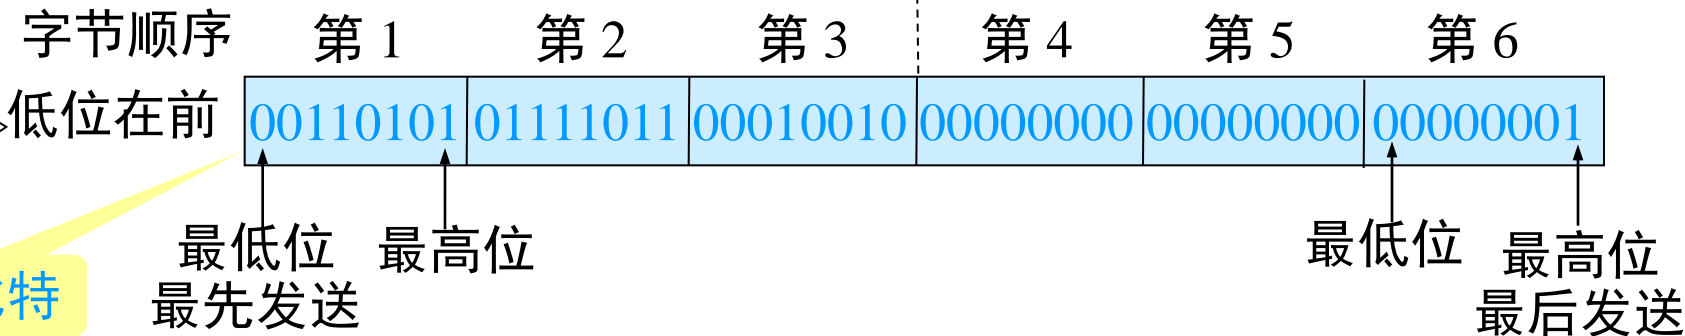 字节顺序 第 1 第 2 第 3 第 4 第 5 第 6
低位在前 00110101 01111011 00010010 00000000 00000000 00000001
最低位 最高位 最低位 最高位
最先发送 最后发送
特